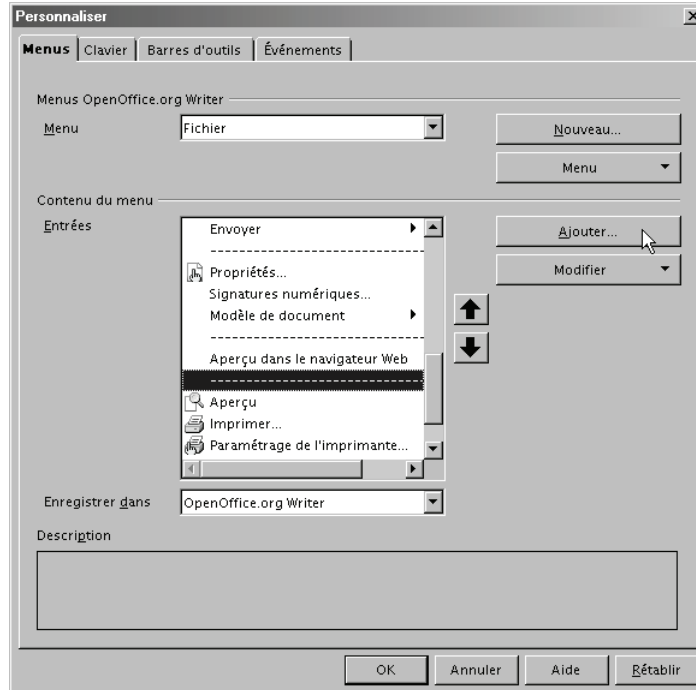 Personnaliser
Menus Clavier Barres d'outils Événements
Menus OpenOffice.org Writer
Menu Fichier Nouveau...
Menu
Contenu du menu
Entrées Envoyer Ajouter...
------------------------
Propriétés... Modifier
Signatures numériques...
Modèle de document
------------------------
Aperçu dans le navigateur Web
------------------------
Aperçu
Imprimer...
Paramétrage de l'imprimante...
Enregistrer dans OpenOffice.org Writer
Description
OK Annuler Aide Rétablir